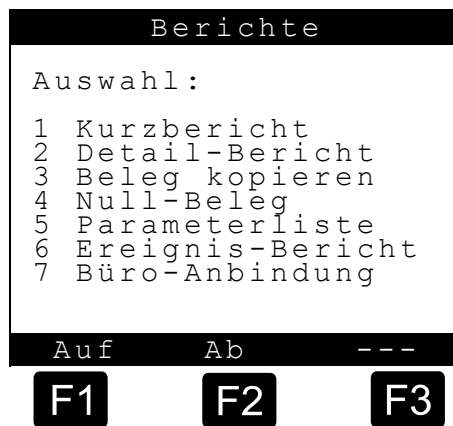 Berichte
Auswahl:
1 Kurzbericht
2 Detail-Bericht
3 Beleg kopieren
4 Null-Beleg
5 Parameterliste
6 Ereignis-Bericht
7 Büro-Anbindung
Auf Ab ---
F1 F2 F3